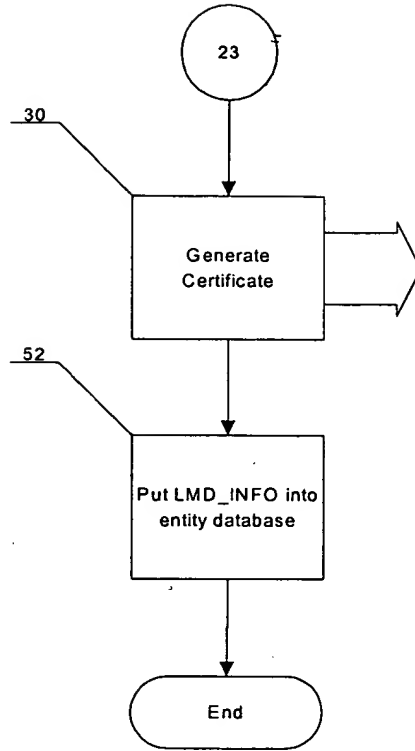 23
30
Generate
Certificate
52
Put LMD_INFO into
entity database
End